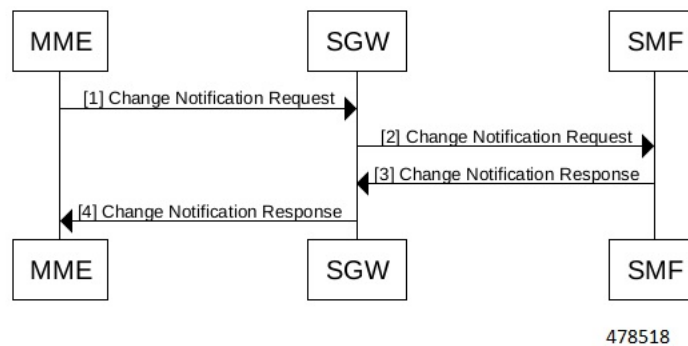 MME SGW SMF
[1] Change Notification Request
[2] Change Notification Request
[3] Change Notification Response
[4] Change Notification Response
MME SGW SMF
478518